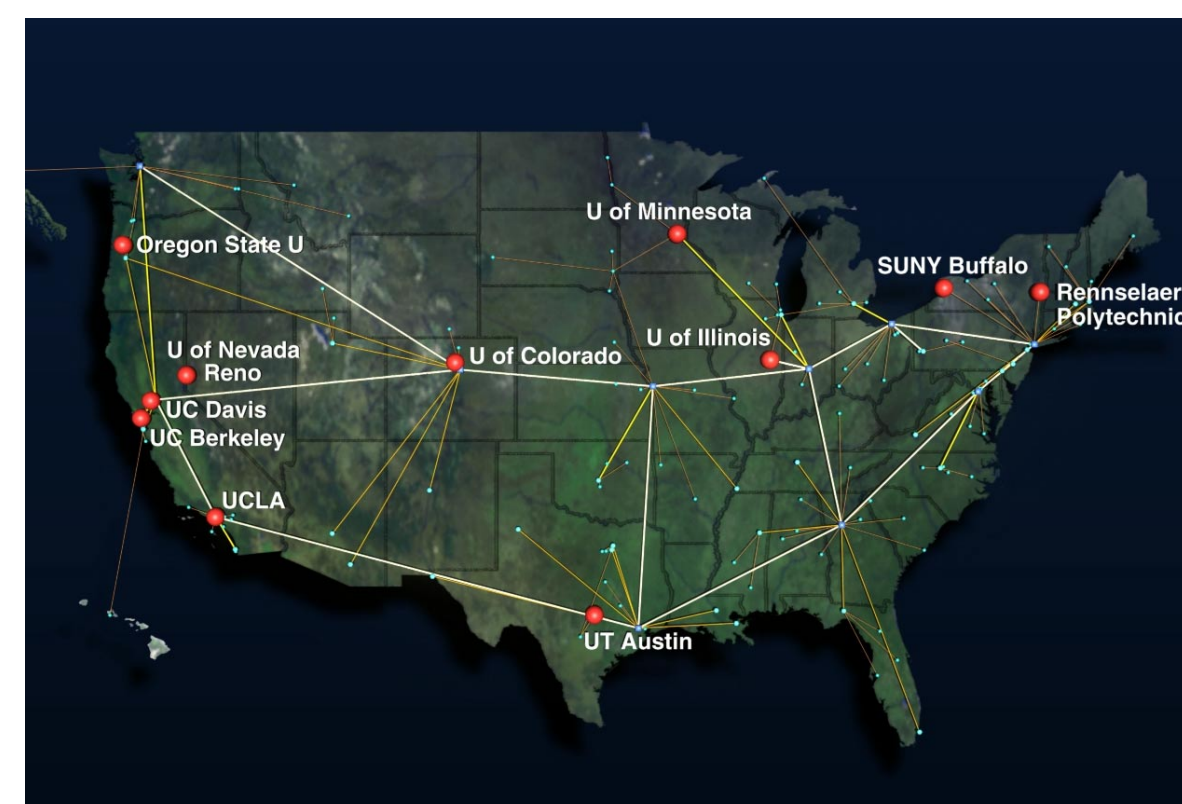 U of Minnesota
Oregon State U
SUNY Buffalo
Rennselaer
Polytechnic
U of Nevada
Reno
U of Illinois
U of Colorado
UC Davis
UC Berkeley
UCLA
UT Austin